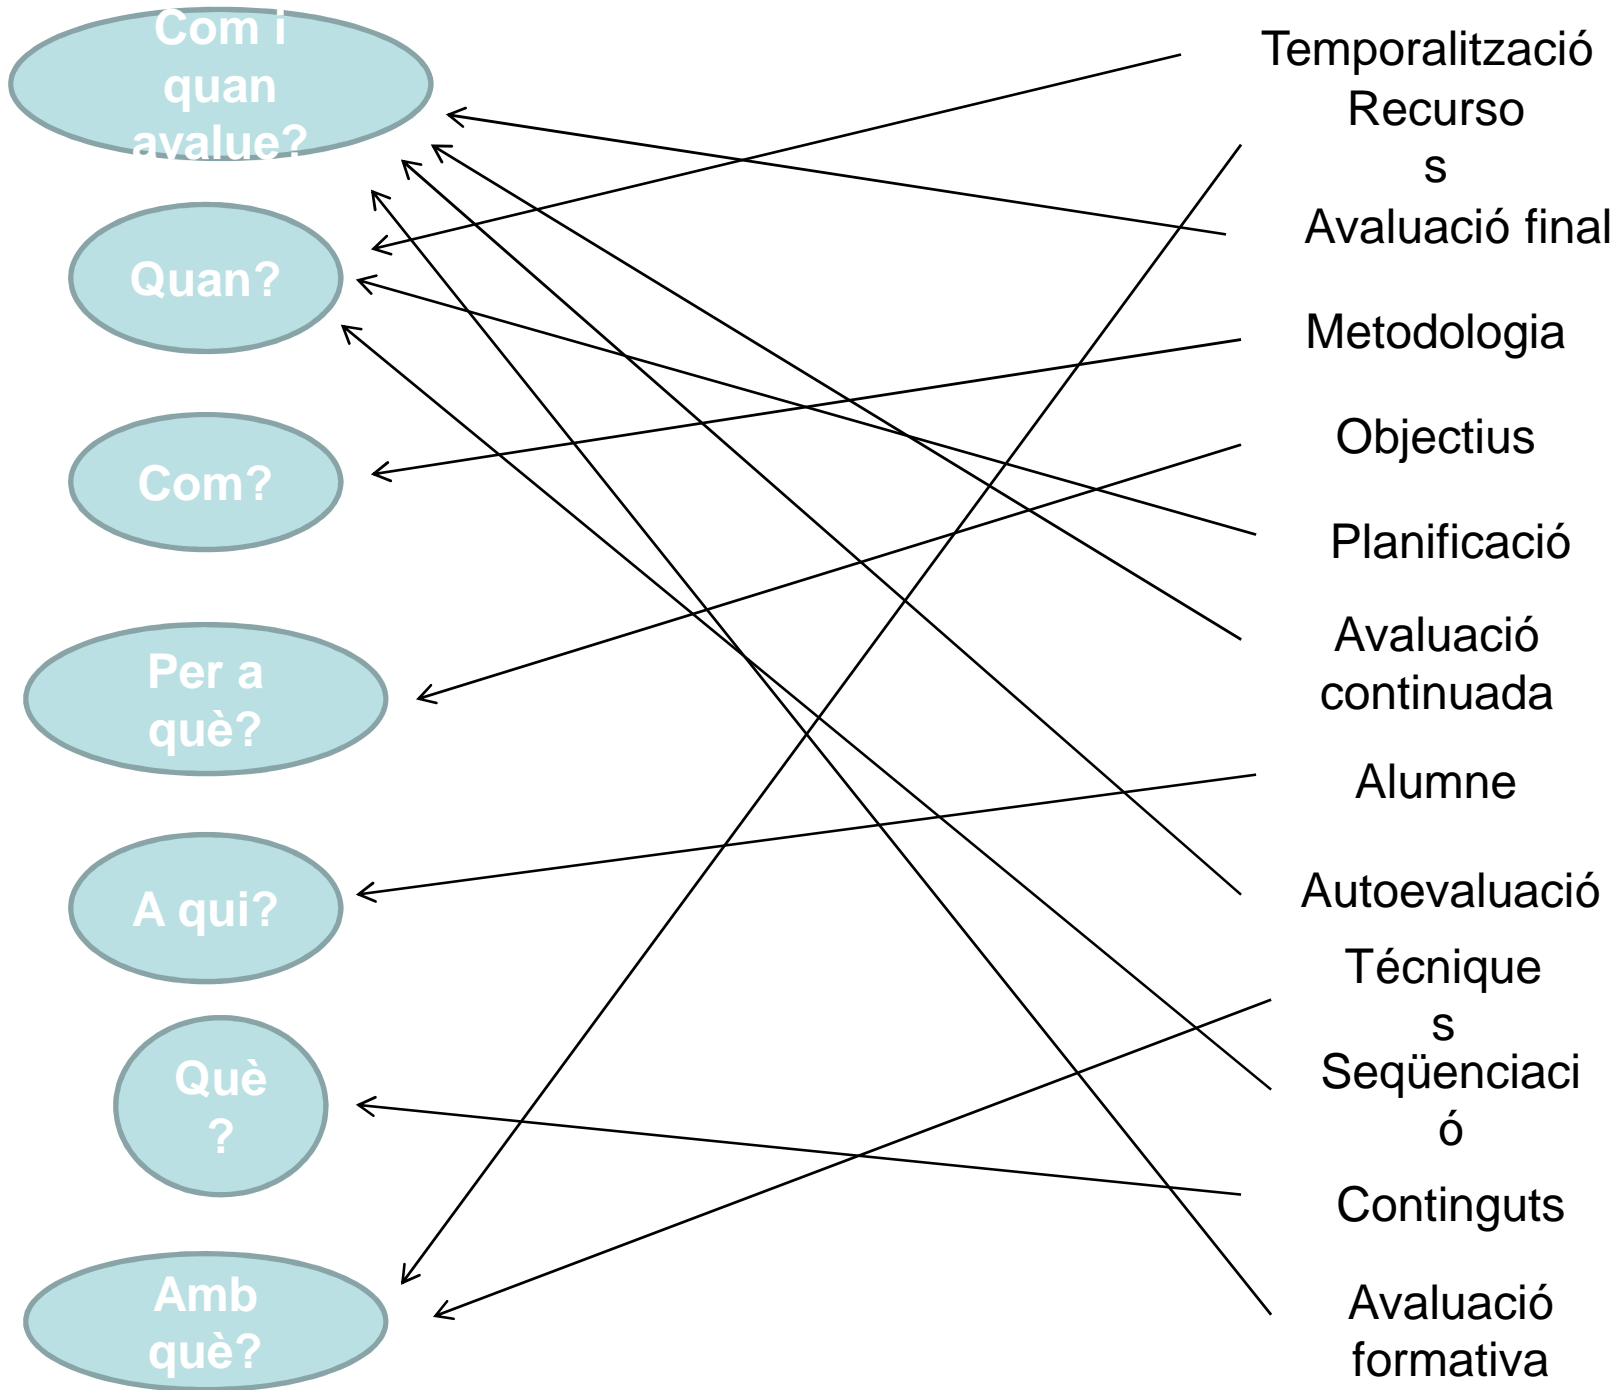 Com i
quan
avalue?
Quan?
Com?
Per a
què?
A qui?
Què
?
Amb
què?
Temporalització
Recurso
s
Avaluació final
Metodologia
Objectius
Planificació
Avaluació
continuada
Alumne
Autoevaluació
Técnique
s
Seqüenciaci
ó
Continguts
Avaluació
formativa